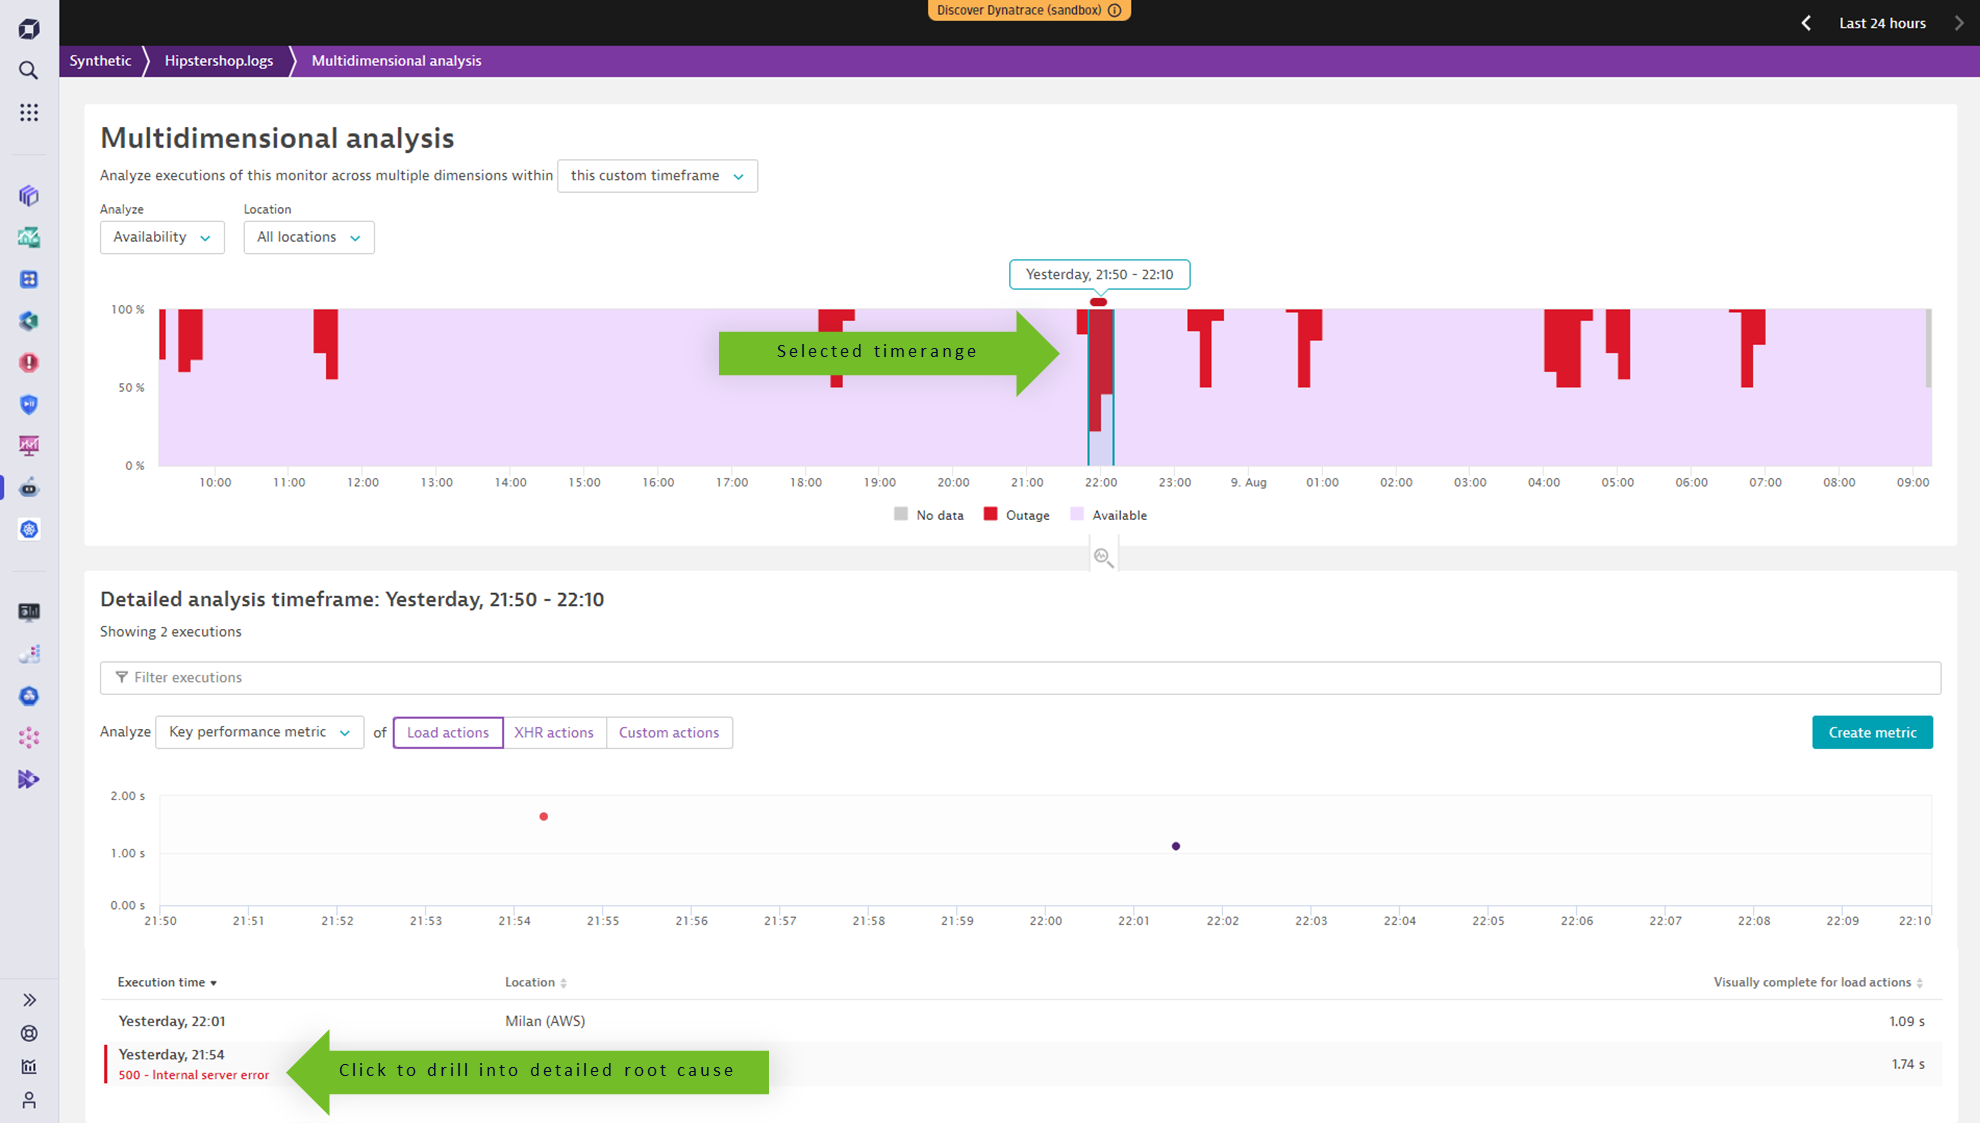 Discover Dynatrace (sandbox)
Last 24 hours
Synthetic Hipstershop.logs Multidimensional analysis
Multidimensional analysis
Analyze executions of this monitor across multiple dimensions within this custom timeframe
Analyze Location
Availability All locations
Yesterday, 21:50 - 22:10
100 %
Selected timerange
50 %
0 %
10:00 11:00 12:00 13:00 14:00 15:00 16:00 17:00 18:00 19:00 20:00 21:00 22:00 23:00 9. Aug 01:00 02:00 03:00 04:00 05:00 06:00 07:00 08:00 09:00
No data Outage Available
Detailed analysis timeframe: Yesterday, 21:50 - 22:10
Showing 2 executions
Filter executions
Analyze Key performance metric of Load actions XHR actions Custom actions Create metric
2.00 s
1.00 s
0.00 s
21:50 21:51 21:52 21:53 21:54 21:55 21:56 21:57 21:58 21:59 22:00 22:01 22:02 22:03 22:04 22:05 22:06 22:07 22:08 22:09 22:10
Execution time Location Visually complete for load actions
Yesterday, 22:01 Milan (AWS) 1.09 s
Yesterday, 21:54 1.74 s
500 - Internal server error
Click to drill into detailed root cause